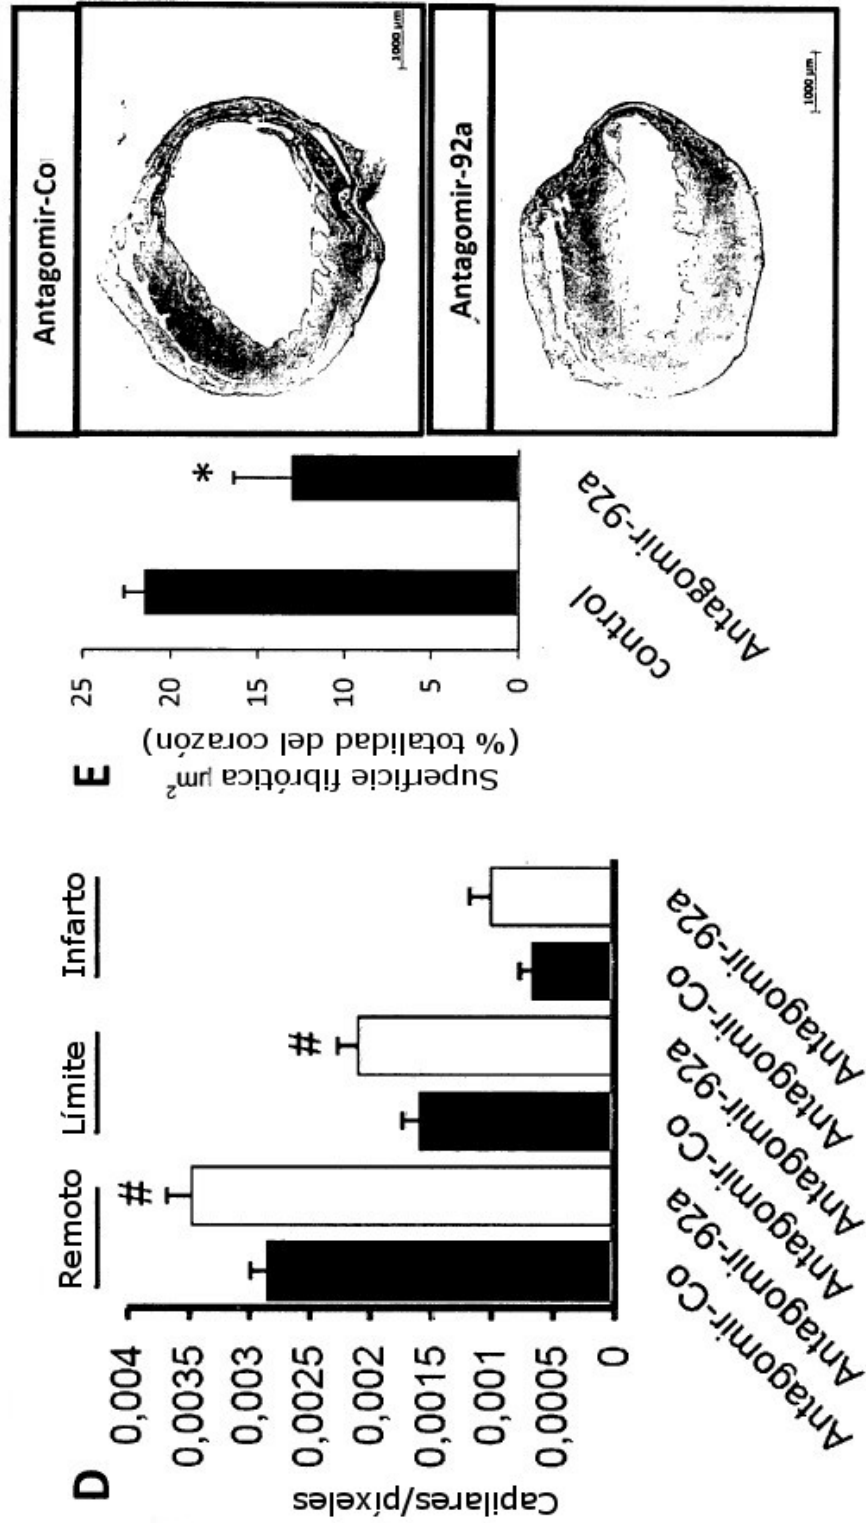 D
Capilares/píxeles
0,004
0,0035
0,003
0,0025
0,002
0,0015
0,001
0,0005
0
Remoto
Límite
Infarto
#
#
Antagomir-Co
Antagomir-92a
Antagomir-Co
Antagomir-92a
Antagomir-Co
Antagomir-92a
E
Superficie fibrótica µm²
(% totalidad del corazón)
25
20
15
10
5
0
*
control
Antagomir-92a
Antagomir-Co
1000 µm
Antagomir-92a
1000 µm